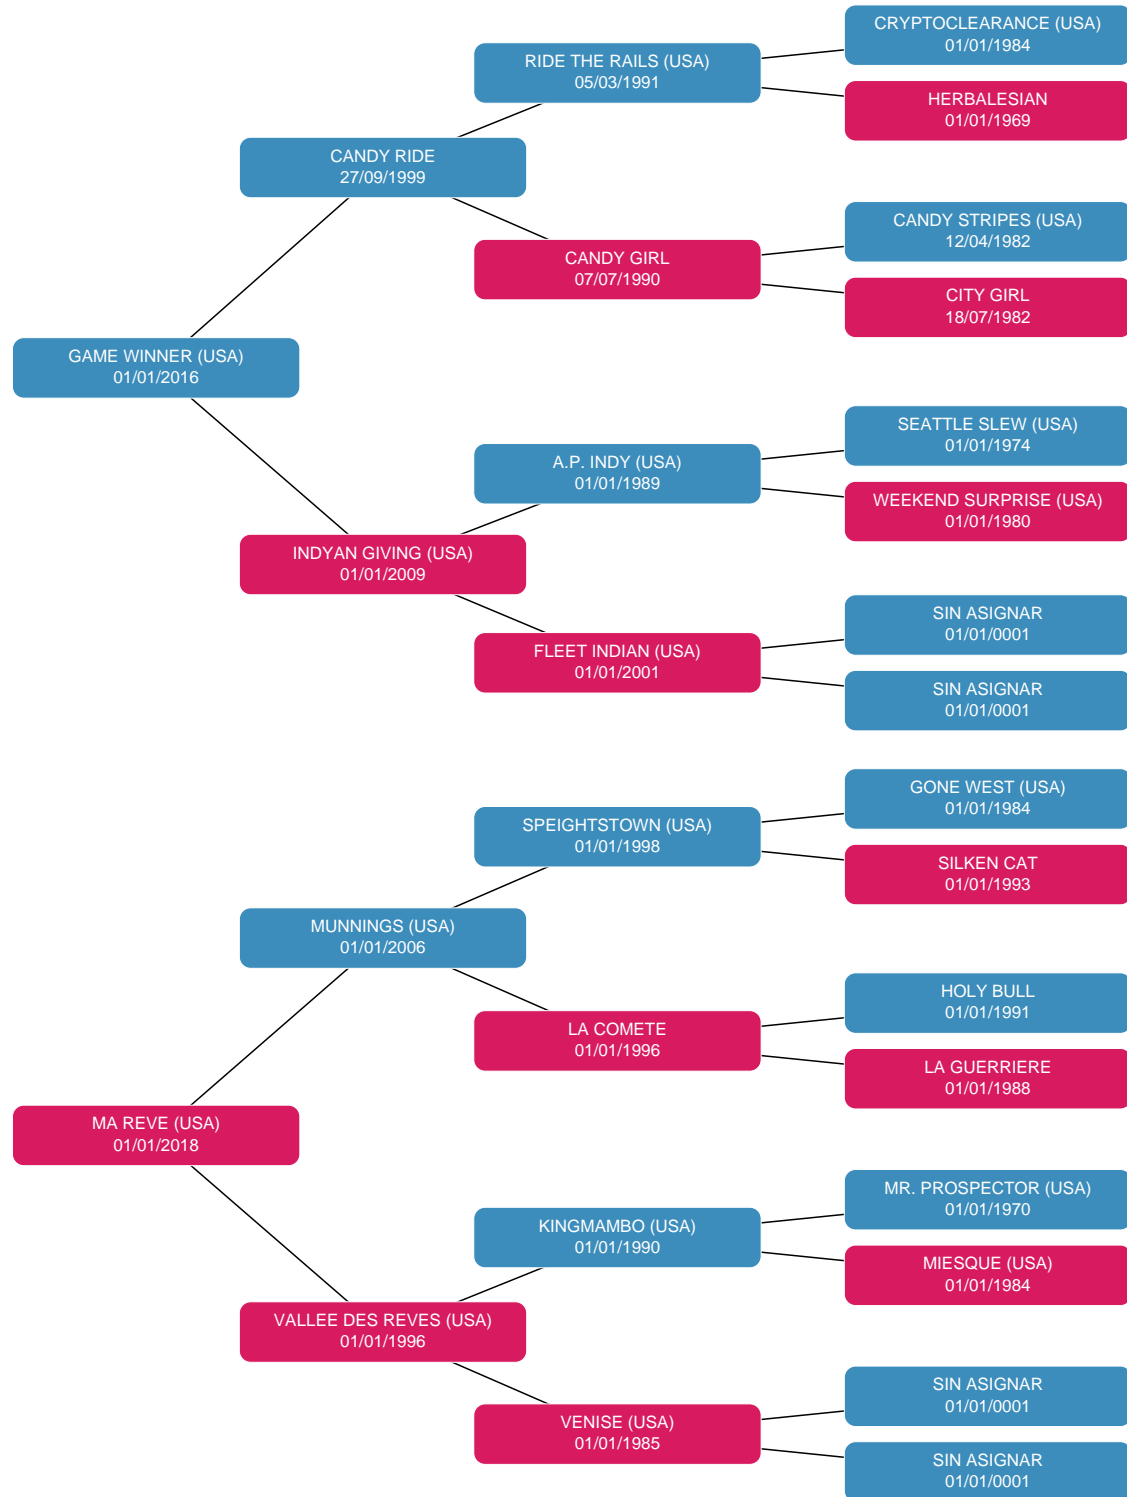 CRYPTOCLEARANCE (USA)
01/01/1984
RIDE THE RAILS (USA)
05/03/1991
HERBALESIAN
01/01/1969
CANDY RIDE
27/09/1999
CANDY STRIPES (USA)
12/04/1982
CANDY GIRL
07/07/1990
CITY GIRL
18/07/1982
GAME WINNER (USA)
01/01/2016
SEATTLE SLEW (USA)
01/01/1974
A.P. INDY (USA)
01/01/1989
WEEKEND SURPRISE (USA)
01/01/1980
INDYAN GIVING (USA)
01/01/2009
SIN ASIGNAR
01/01/0001
FLEET INDIAN (USA)
01/01/2001
SIN ASIGNAR
01/01/0001
GONE WEST (USA)
01/01/1984
SPEIGHTSTOWN (USA)
01/01/1998
SILKEN CAT
01/01/1993
MUNNINGS (USA)
01/01/2006
HOLY BULL
01/01/1991
LA COMETE
01/01/1996
LA GUERRIERE
01/01/1988
MA REVE (USA)
01/01/2018
MR. PROSPECTOR (USA)
01/01/1970
KINGMAMBO (USA)
01/01/1990
MIESQUE (USA)
01/01/1984
VALLEE DES REVES (USA)
01/01/1996
SIN ASIGNAR
01/01/0001
VENISE (USA)
01/01/1985
SIN ASIGNAR
01/01/0001